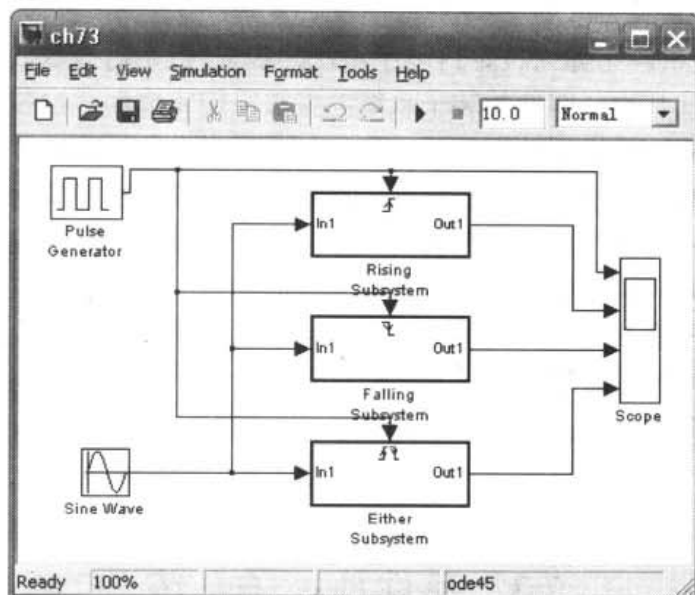 ch73
File Edit View Simulation Format Tools Help
10.0 Normal
Pulse
Generator
In1 Out1
Rising
Subsystem
In1 Out1
Falling
Subsystem
In1 Out1
Either
Subsystem
Sine Wave
Scope
Ready 100% ode45